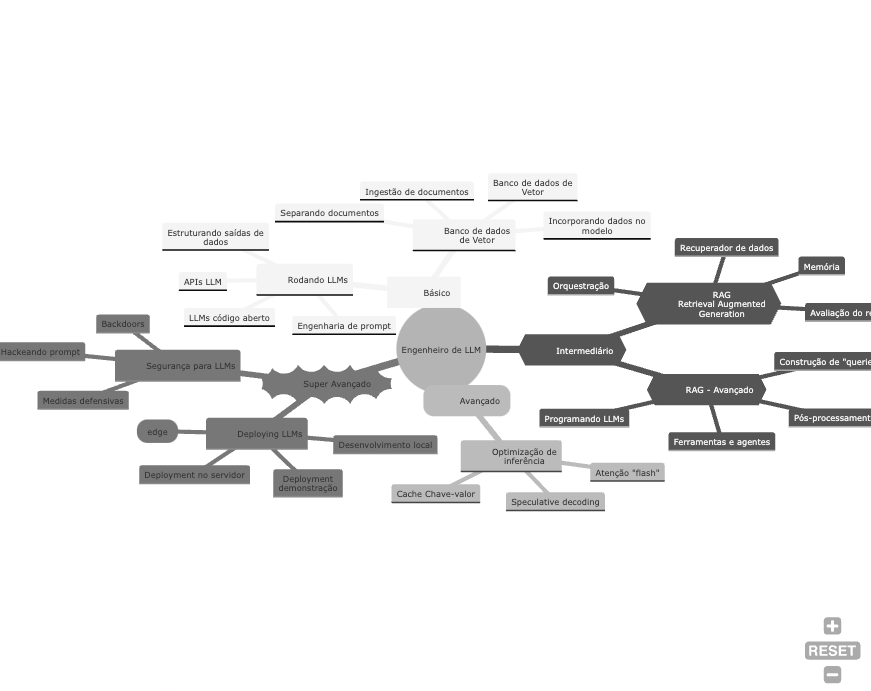 Ingestão de documentos
Banco de dados de
Vetor
Separando documentos
Incorporando dados no
modelo
Banco de dados
de Vetor
Estruturando saídas de
dados
APIs LLM
Rodando LLMs
LLMs código aberto
Engenharia de prompt
Básico
Engenheiro de LLM
Recuperador de dados
Memória
Orquestração
RAG
Retrieval Augmented
Generation
Avaliação do
Intermediário
Construção de
RAG - Avançado
Programando LLMs
Ferramentas e agentes
Backdoors
Hackeando prompt
Segurança para LLMs
Medidas defensivas
Super Avançado
edge
Deploying LLMs
Desenvolvimento local
Deployment no servidor
Deployment
demonstração
Avançado
Optimização de
inferência
Atenção "flash"
Cache Chave-valor
Speculative decoding
RESET